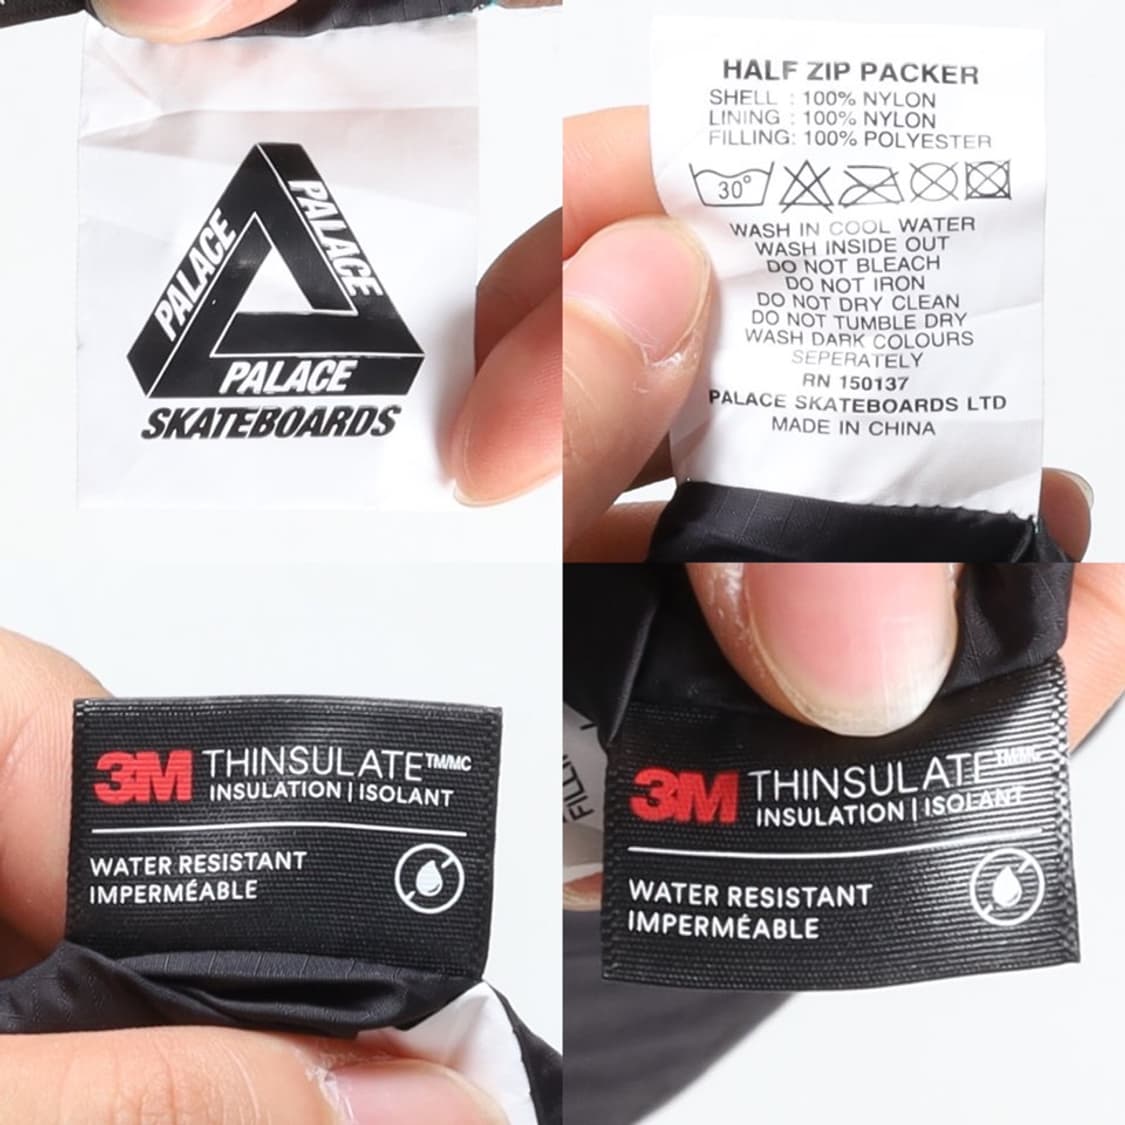 PALACE
PALACE
PALACE
SKATEBOARDS
HALF ZIP PACKER
SHELL : 100% NYLON
LINING : 100% NYLON
FILLING: 100% POLYESTER
30°
WASH IN COOL WATER
WASH INSIDE OUT
DO NOT BLEACH
DO NOT IRON
DO NOT DRY CLEAN
DO NOT TUMBLE DRY
WASH DARK COLOURS
SEPERATELY
RN 150137
PALACE SKATEBOARDS LTD
MADE IN CHINA
3M THINSULATE™/MC
INSULATION | ISOLANT
WATER RESISTANT
IMPERMÉABLE
3M THINSULATE™/MC
INSULATION | ISOLANT
WATER RESISTANT
IMPERMÉABLE